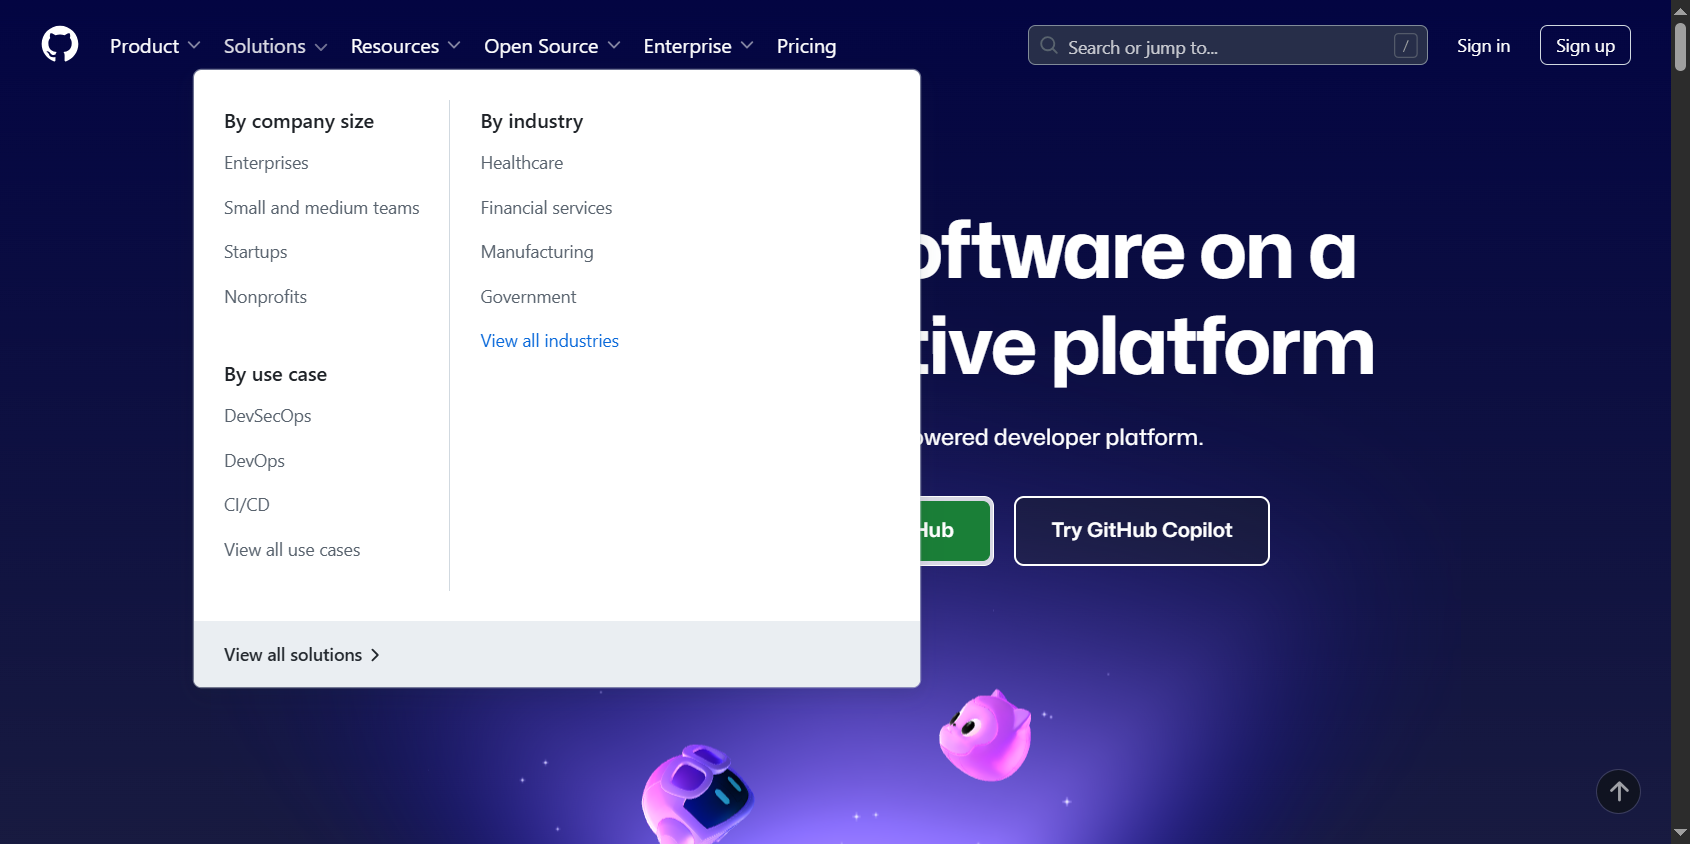 Product
Solutions
Resources
Open Source
Enterprise
Pricing
Search or jump to...
/
Sign in
Sign up
By company size
Enterprises
Small and medium teams
Startups
Nonprofits
By use case
DevSecOps
DevOps
CI/CD
View all use cases
By industry
Healthcare
Financial services
Manufacturing
Government
View all industries
View all solutions
oftware on a
tive platform
owered developer platform.
Hub
Try GitHub Copilot